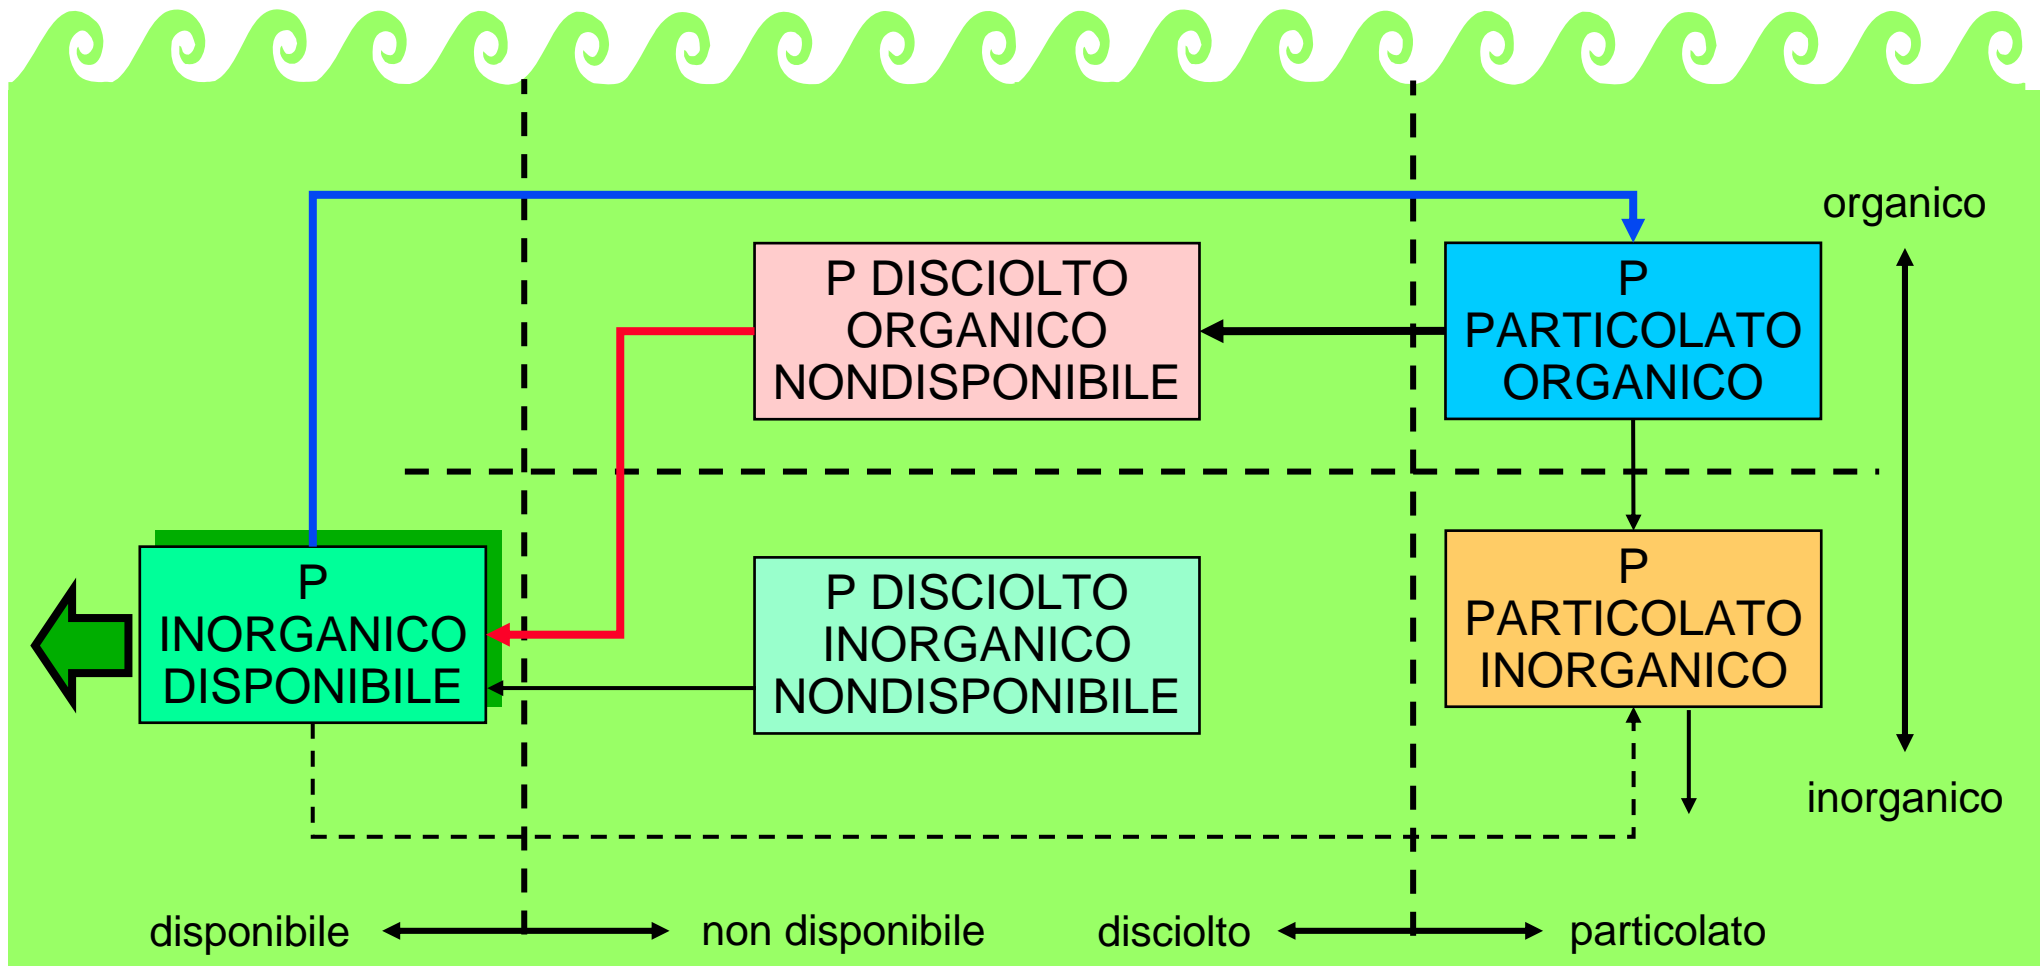 organico
P DISCIOLTO
ORGANICO
NONDISPONIBILE
P
PARTICOLATO
ORGANICO
P
INORGANICO
DISPONIBILE
P DISCIOLTO
INORGANICO
NONDISPONIBILE
P
PARTICOLATO
INORGANICO
inorganico
disponibile
non disponibile
disciolto
particolato